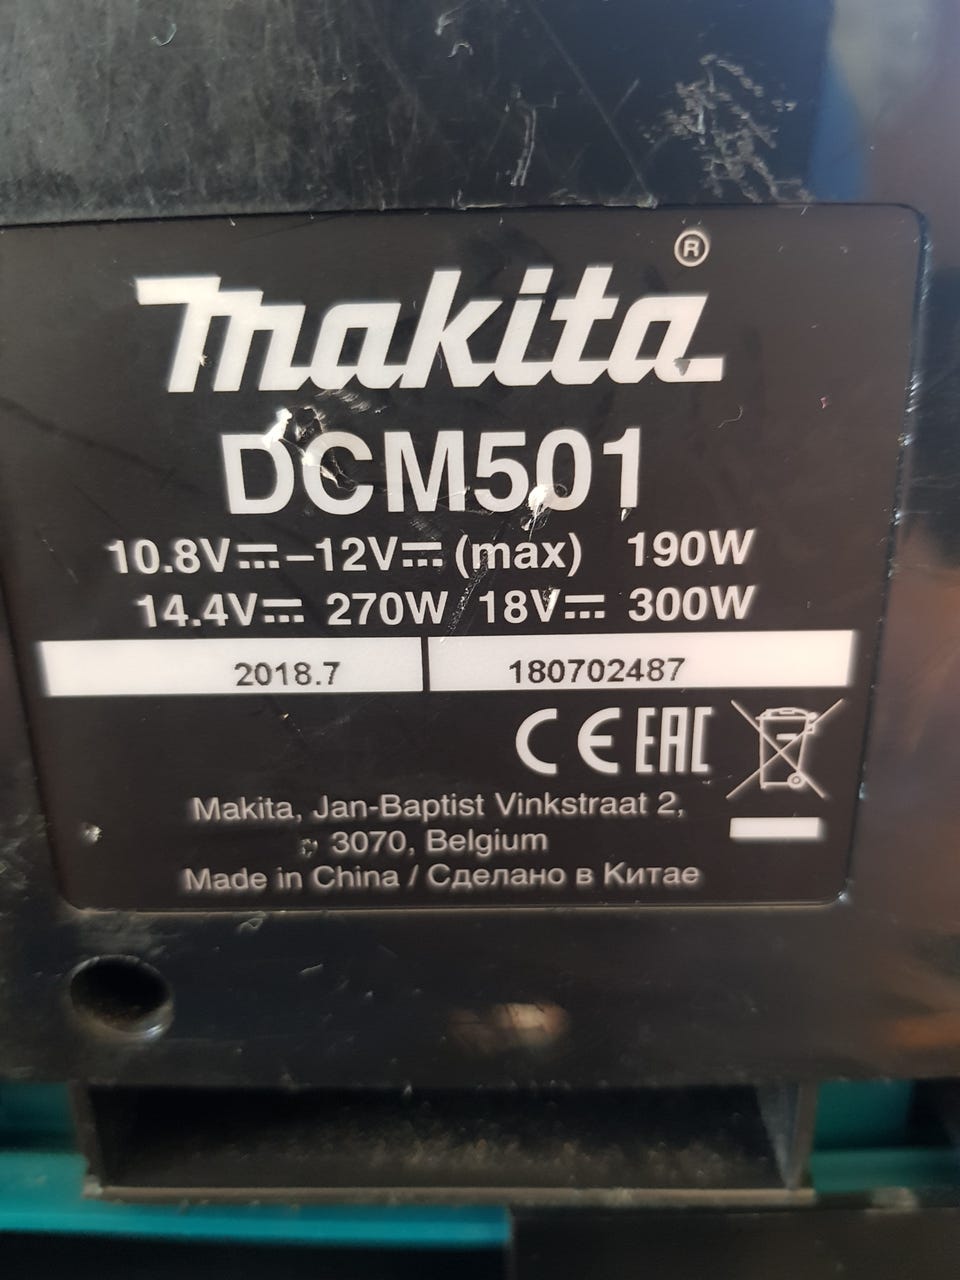 makita®
DCM501
10.8V⎓–12V⎓(max) 190W
14.4V⎓ 270W 18V⎓ 300W
2018.7 180702487
CE EAC
Makita, Jan-Baptist Vinkstraat 2,
3070, Belgium
Made in China / Сделано в Китае